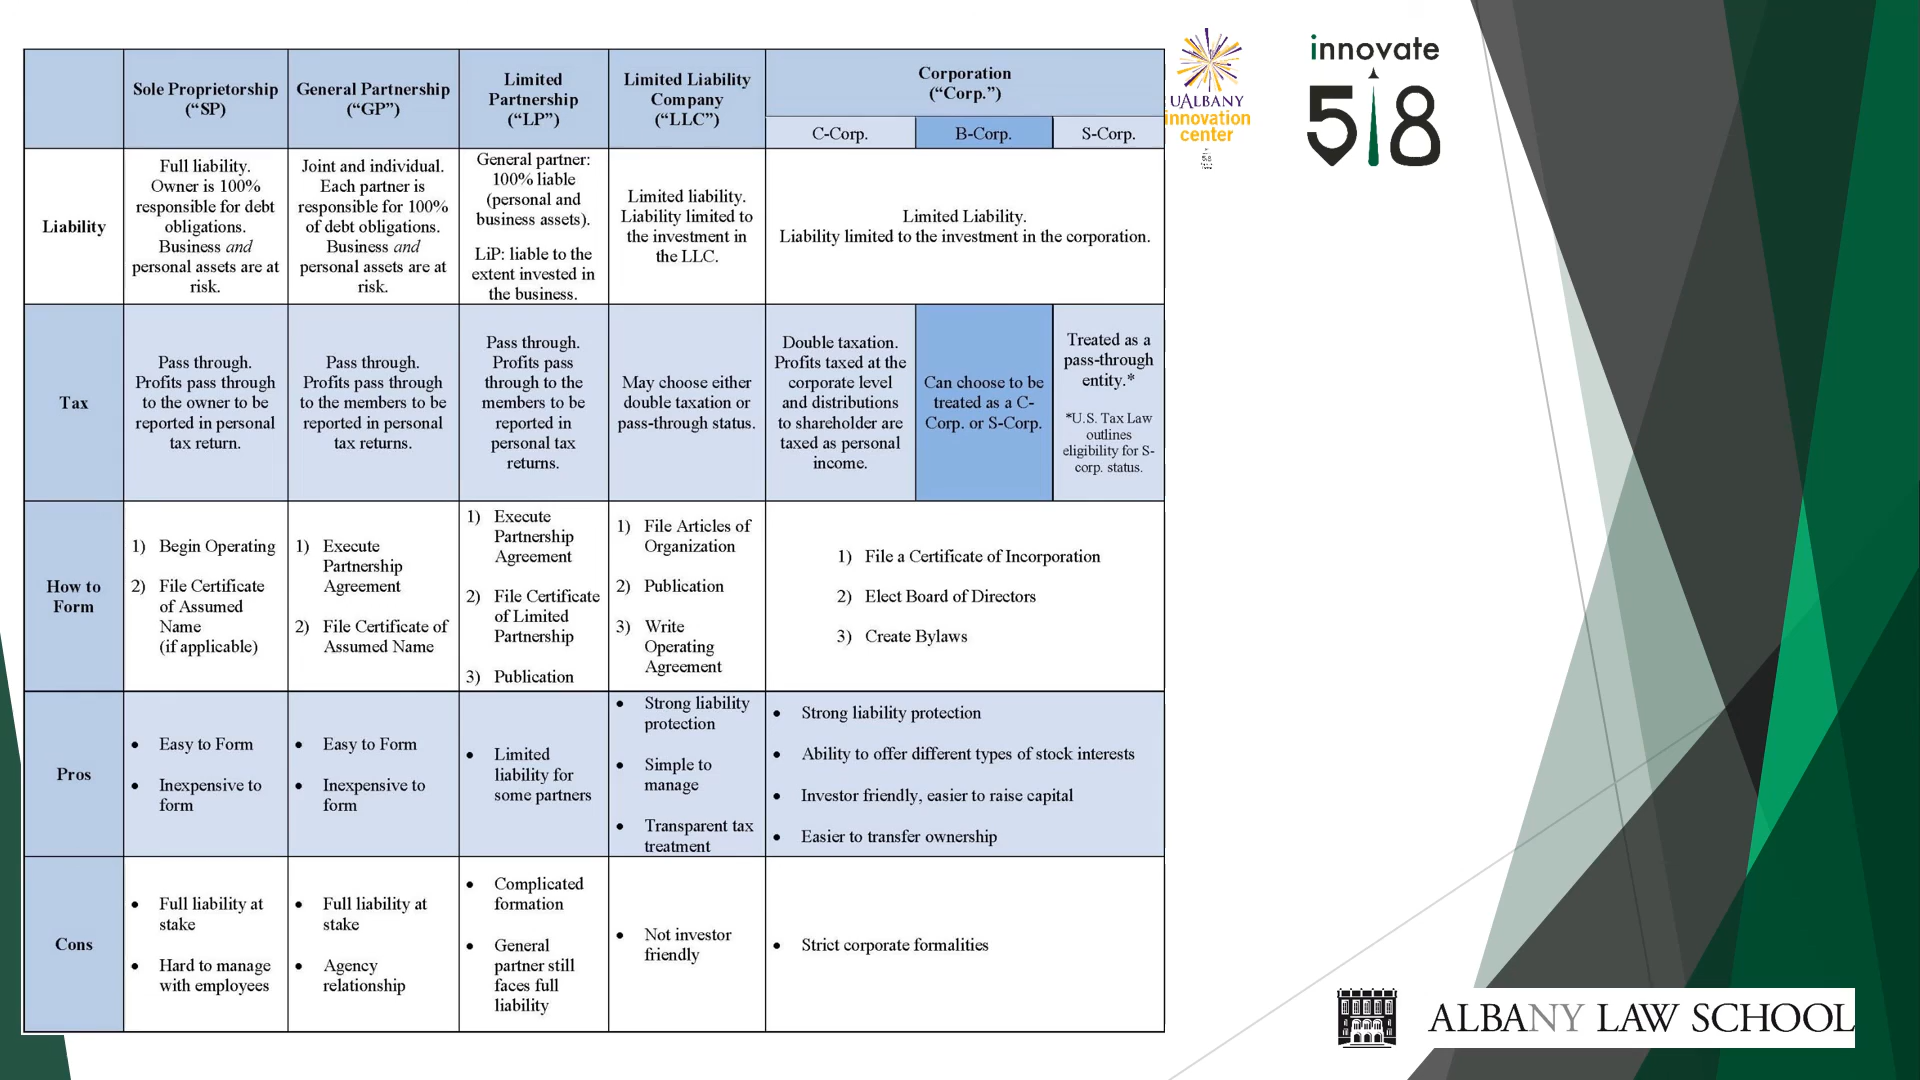 Sole Proprietorship
(“SP”)
General Partnership
(“GP”)
Limited
Partnership
(“LP”)
Limited Liability
Company
(“LLC”)
Corporation
(“Corp.”)
C-Corp.
B-Corp.
S-Corp.
Liability
Full liability.
Owner is 100%
responsible for debt
obligations.
Business and
personal assets are at
risk.
Joint and individual.
Each partner is
responsible for 100%
of debt obligations.
Business and
personal assets are at
risk.
General partner:
100% liable
(personal and
business assets).
LiP: liable to the
extent invested in
the business.
Limited liability.
Liability limited to
the investment in
the LLC.
Limited Liability.
Liability limited to the investment in the corporation.
Tax
Pass through.
Profits pass through
to the owner to be
reported in personal
tax return.
Pass through.
Profits pass through
to the members to be
reported in personal
tax returns.
Pass through.
Profits pass
through to the
members to be
reported in
personal tax
returns.
May choose either
double taxation or
pass-through status.
Double taxation.
Profits taxed at the
corporate level
and distributions
to shareholder are
taxed as personal
income.
Can choose to be
treated as a C-
Corp. or S-Corp.
Treated as a
pass-through
entity.*
*U.S. Tax Law
outlines
eligibility for S-
corp. status.
How to
Form
1) Begin Operating
2) File Certificate
of Assumed
Name
(if applicable)
1) Execute
Partnership
Agreement
2) File Certificate of
Assumed Name
1) Execute
Partnership
Agreement
2) File Certificate
of Limited
Partnership
3) Publication
1) File Articles of
Organization
2) Publication
3) Write
Operating
Agreement
1) File a Certificate of Incorporation
2) Elect Board of Directors
3) Create Bylaws
Pros
• Easy to Form
• Inexpensive to
form
• Easy to Form
• Inexpensive to
form
• Limited
liability for
some partners
• Strong liability
protection
• Simple to
manage
• Transparent tax
treatment
• Strong liability protection
• Ability to offer different types of stock interests
• Investor friendly, easier to raise capital
• Easier to transfer ownership
Cons
• Full liability at
stake
• Hard to manage
with employees
• Full liability at
stake
• Agency
relationship
• Complicated
formation
• General
partner still
faces full
liability
• Not investor
friendly
• Strict corporate formalities
UALBANY
innovation
center
innovate
518
ALBANY LAW SCHOOL